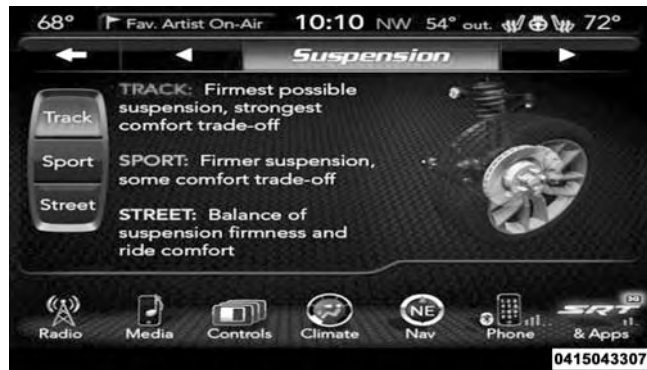 68° Fav. Artist On-Air 10:10 NW 54° out. 72°
Suspension
Track
Sport
Street
TRACK: Firmest possible
suspension, strongest
comfort trade-off
SPORT: Firmer suspension,
some comfort trade-off
STREET: Balance of
suspension firmness and
ride comfort
NE
3G
SRT
Radio Media Controls Climate Nav Phone & Apps
0415043307